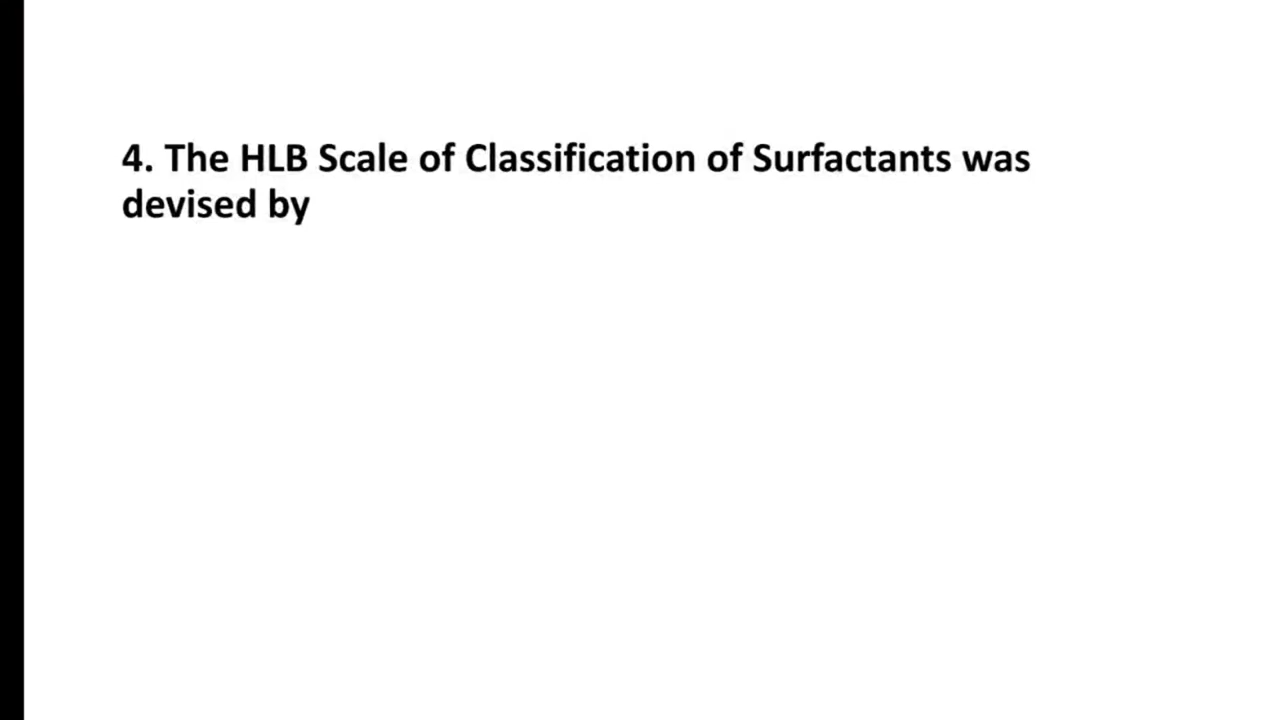 4. The HLB Scale of Classification of Surfactants was
devised by